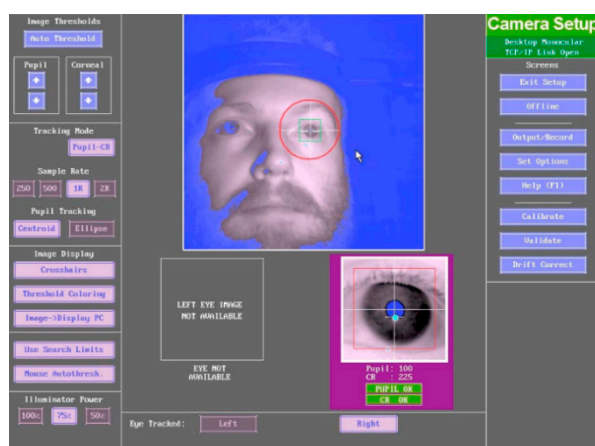 Image Thresholds
Auto Threshold
Pupil Corneal
Tracking Mode
Pupil-CR
Sample Rate
250 500 1K 2K
Pupil Tracking
Centroid Ellipse
Image Display
Crosshairs
Threshold Coloring
Image->Display PC
Use Search Limits
Mouse Autothresh.
Illuminator Power
100% 75% 50%
LEFT EYE IMAGE
NOT AVAILABLE
EYE NOT
AVAILABLE
Pupil: 100
CR : 225
PUPIL OK
CR OK
Eye Tracked: Left Right
Camera Setup
Desktop Monocular
TCP/IP Link Open
Screens
Exit Setup
Offline
Output/Record
Set Options
Help (F1)
Calibrate
Validate
Drift Correct